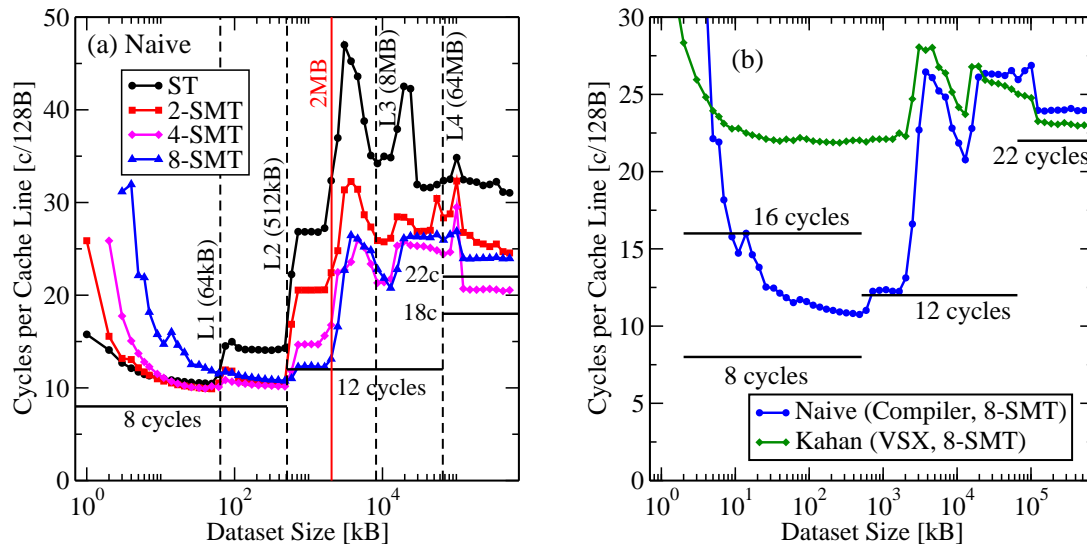 (a) Naive
ST
2-SMT
4-SMT
8-SMT
L1 (64kB)
L2 (512kB)
2MB
L3 (8MB)
L4 (64MB)
22c
18c
8 cycles
12 cycles
50
40
30
20
10
0
10^0
10^2
10^4
10^6
Cycles per Cache Line [c/128B]
Dataset Size [kB]
(b)
16 cycles
8 cycles
12 cycles
22 cycles
Naive (Compiler, 8-SMT)
Kahan (VSX, 8-SMT)
30
25
20
15
10
5
0
10^0
10^1
10^2
10^3
10^4
10^5
Cycles per Cache Line [c/128B]
Dataset Size [kB]